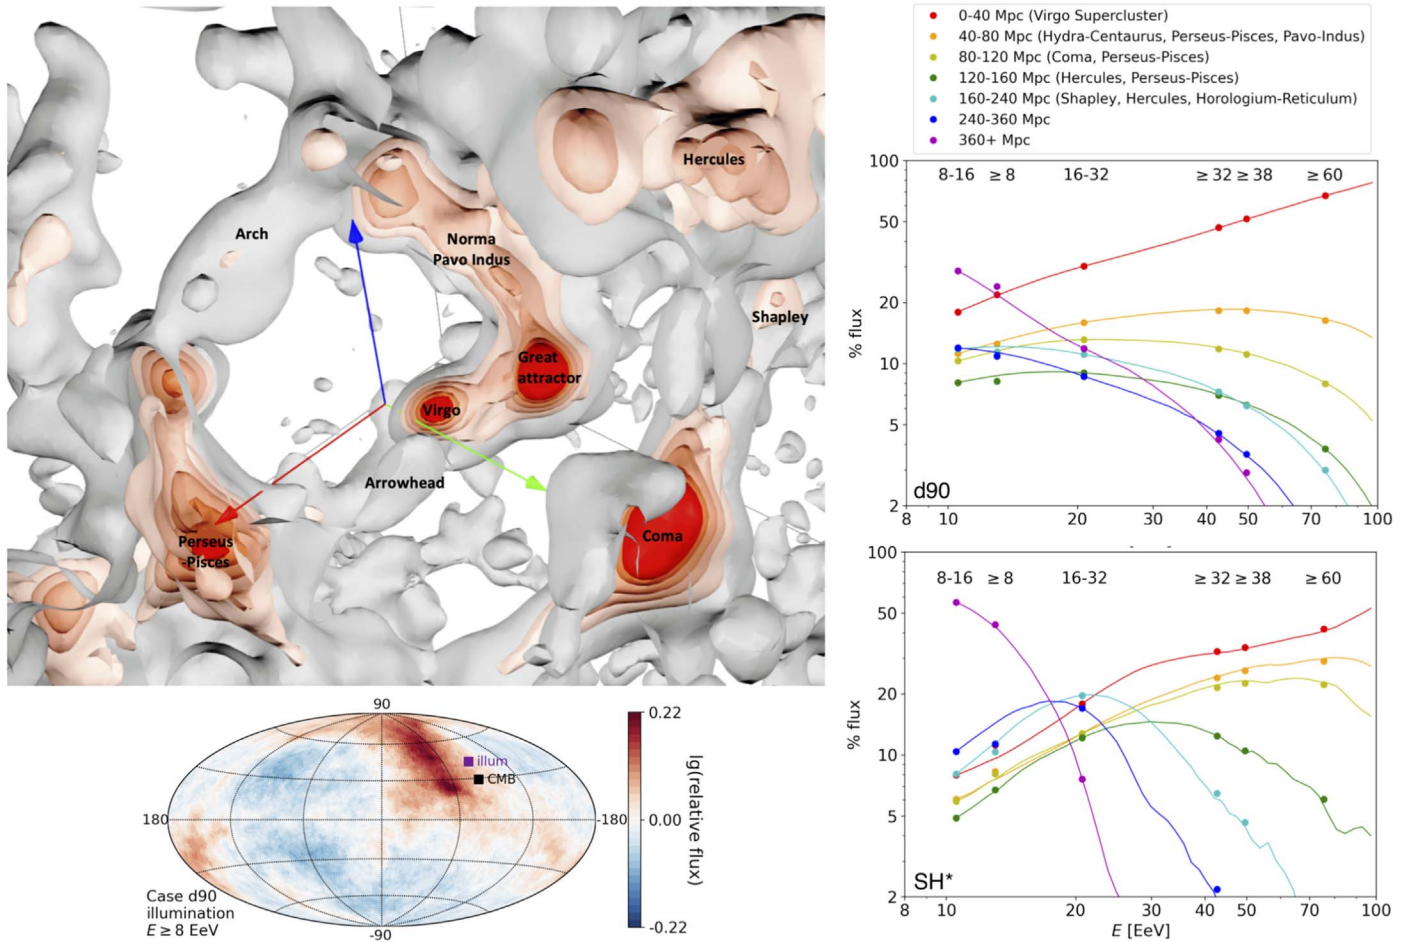 Hercules
Arch
Norma
Pavo Indus
Shapley
Great
attractor
Virgo
Arrowhead
Perseus
-Pisces
Coma
90
180
-180
-90
illum
CMB
Case d90
illumination
E ≥ 8 EeV
0.22
0.00
-0.22
lg(relative flux)
0-40 Mpc (Virgo Supercluster)
40-80 Mpc (Hydra-Centaurus, Perseus-Pisces, Pavo-Indus)
80-120 Mpc (Coma, Perseus-Pisces)
120-160 Mpc (Hercules, Perseus-Pisces)
160-240 Mpc (Shapley, Hercules, Horologium-Reticulum)
240-360 Mpc
360+ Mpc
8-16 ≥ 8 16-32 ≥ 32 ≥ 38 ≥ 60
100
50
20
10
5
2
% flux
d90
8 10 20 30 40 50 70 100
8-16 ≥ 8 16-32 ≥ 32 ≥ 38 ≥ 60
100
50
20
10
5
2
% flux
SH*
8 10 20 30 40 50 70 100
E [EeV]